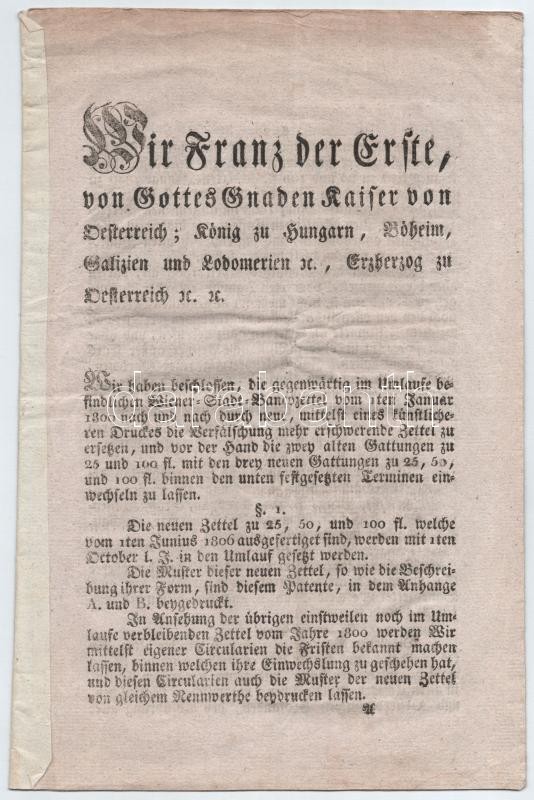 Wir Franz der Erste,
von Gottes Gnaden Kaiser von
Oesterreich; König zu Hungarn, Böheim,
Galizien und Lodomerien ꝛc., Erzherzog zu
Oesterreich ꝛc. ꝛc.
Wir haben beschlossen, die gegenwärtig im Umlaufe be-
findlichen Wiener-Stadt-Banкozettel vom 1ten Januar
1800 nach und nach durch neue, mittelst eines künstliche-
ren Druckes die Verfälschung mehr erschwerende Zettel zu
ersetzen, und vor der Hand die zwey alten Gattungen zu
25 und 100 fl. mit den drey neuen Gattungen zu 25, 50,
und 100 fl. binnen den unten festgesetzten Terminen ein-
wechseln zu lassen.
§. 1.
Die neuen Zettel zu 25, 50, und 100 fl. welche
vom 1ten Junius 1806 ausgefertiget sind, werden mit 1ten
October l. J. in den Umlauf gesetzt werden.
Die Muster dieser neuen Zettel, so wie die Beschrei-
bung ihrer Form, sind diesem Patente, in dem Anhange
A. und B. beygedruckt.
In Ansehung der übrigen einstweilen noch im Um-
laufe verbleibenden Zettel vom Jahre 1800 werden Wir
mittelst eigener Circularien die Fristen bekannt machen
lassen, binnen welchen ihre Einwechslung zu geschehen hat,
und diesen Circularien auch die Muster der neuen Zettel
von gleichem Nennwerthe beydrucken lassen.
A